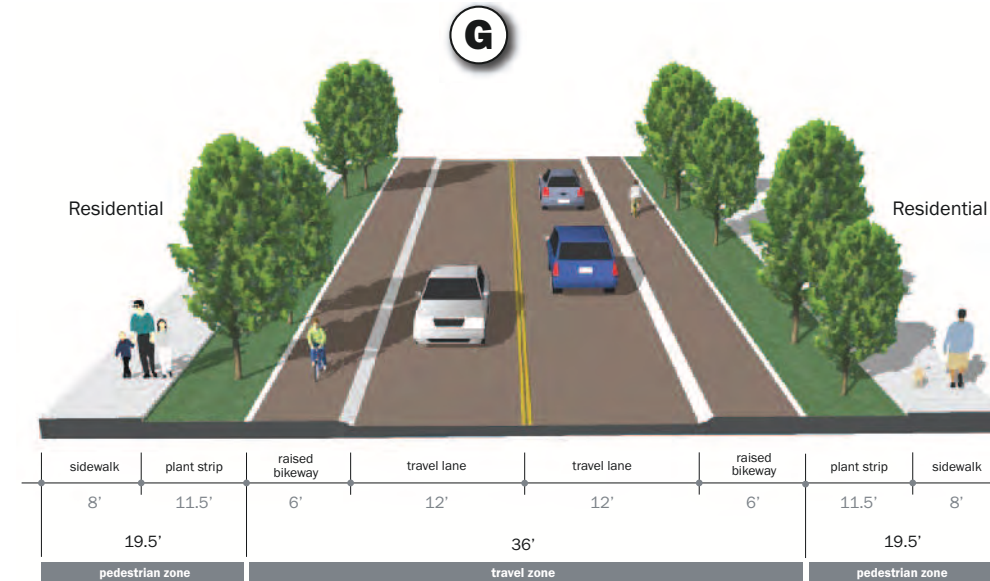 G
Residential
Residential
sidewalk
plant strip
raised
bikeway
travel lane
travel lane
raised
bikeway
plant strip
sidewalk
8’
11.5’
6’
12’
12’
6’
11.5’
8’
19.5’
36’
19.5’
pedestrian zone
travel zone
pedestrian zone